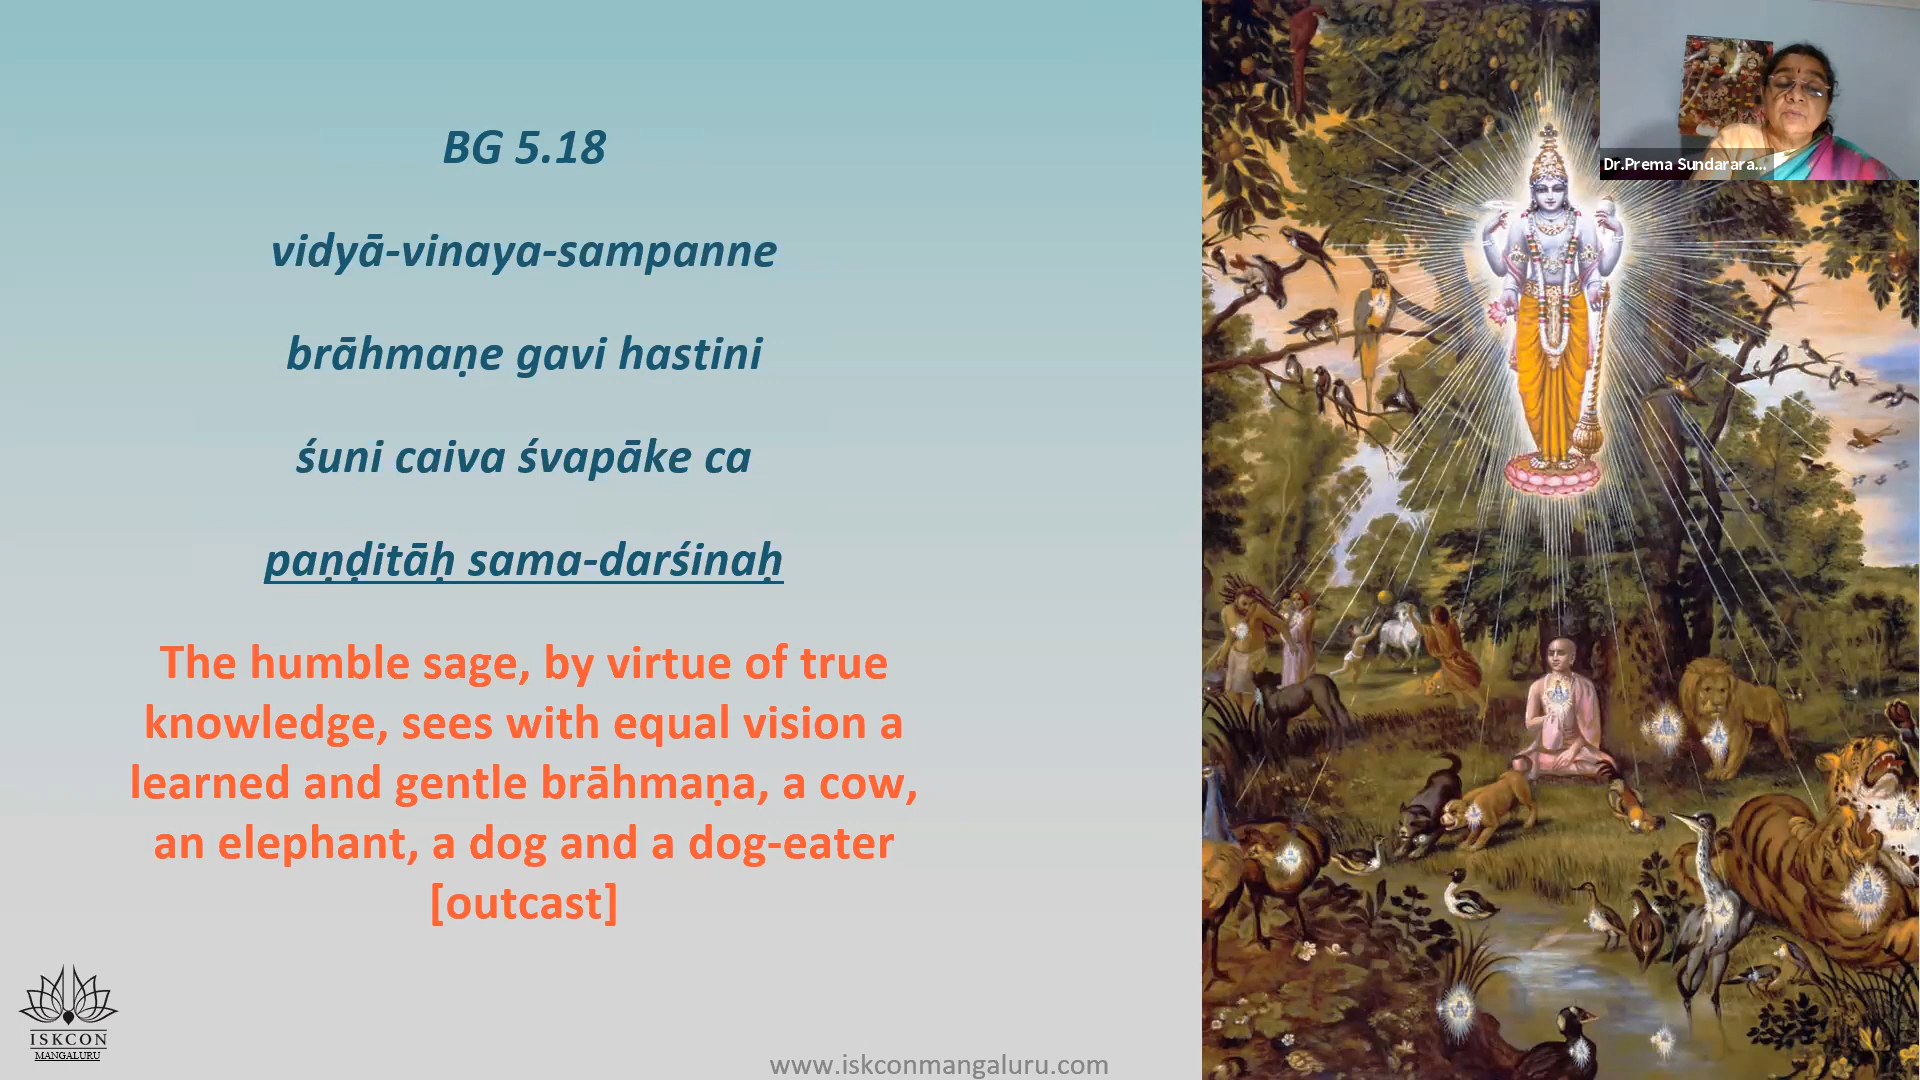 BG 5.18
vidyā-vinaya-sampanne
brāhmaṇe gavi hastini
śuni caiva śvapāke ca
paṇḍitāḥ sama-darśinaḥ
The humble sage, by virtue of true
knowledge, sees with equal vision a
learned and gentle brāhmaṇa, a cow,
an elephant, a dog and a dog-eater
[outcast]
ISKCON
MANGALURU
www.iskconmangaluru.com
Dr.Prema Sundarara...